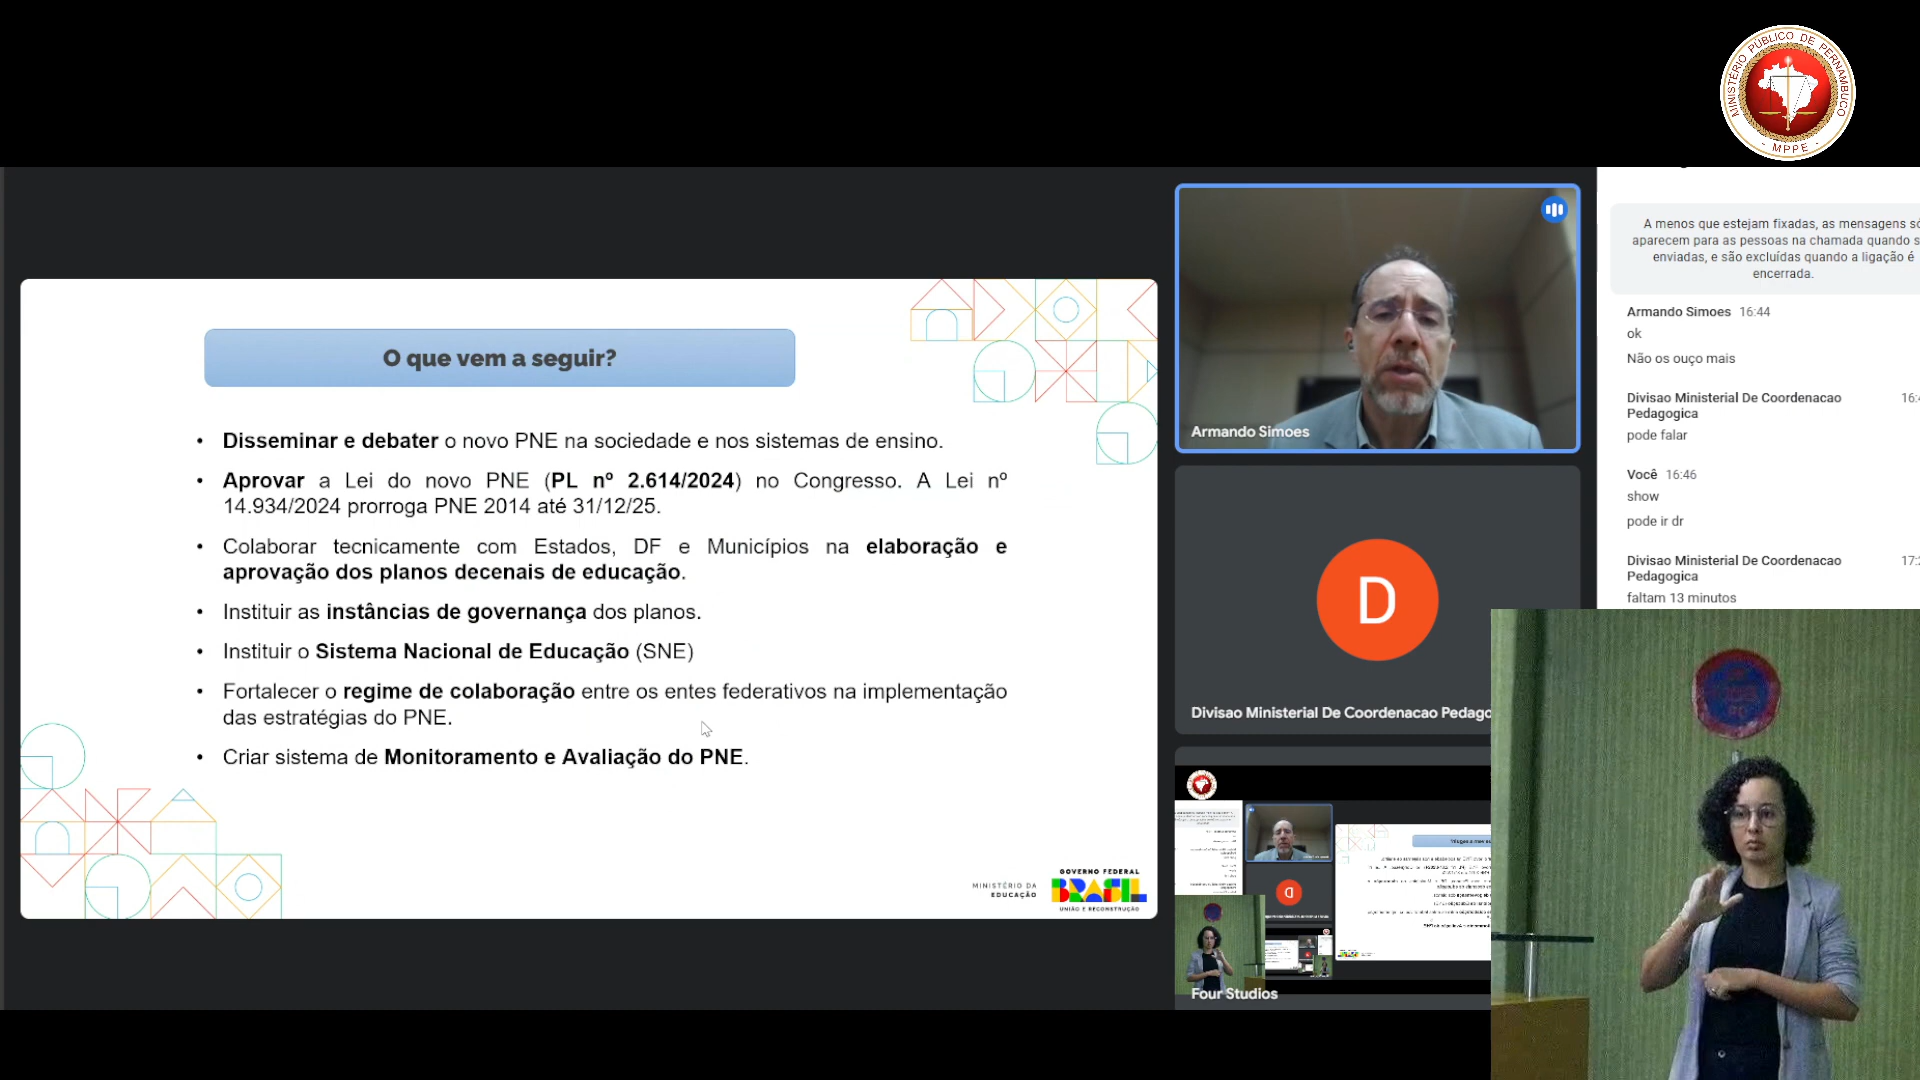 MINISTÉRIO PÚBLICO DE PERNAMBUCO
- MPPE -
O que vem a seguir?
• Disseminar e debater o novo PNE na sociedade e nos sistemas de ensino.
• Aprovar a Lei do novo PNE (PL nº 2.614/2024) no Congresso. A Lei nº
14.934/2024 prorroga PNE 2014 até 31/12/25.
• Colaborar tecnicamente com Estados, DF e Municípios na elaboração e
aprovação dos planos decenais de educação.
• Instituir as instâncias de governança dos planos.
• Instituir o Sistema Nacional de Educação (SNE)
• Fortalecer o regime de colaboração entre os entes federativos na implementação
das estratégias do PNE.
• Criar sistema de Monitoramento e Avaliação do PNE.
MINISTÉRIO DA
EDUCAÇÃO
GOVERNO FEDERAL
BRASIL
UNIÃO E RECONSTRUÇÃO
Armando Simoes
D
Divisao Ministerial De Coordenacao Pedago
D
Four Studios
A menos que estejam fixadas, as mensagens só
aparecem para as pessoas na chamada quando s
enviadas, e são excluídas quando a ligação é
encerrada.
Armando Simoes 16:44
ok
Não os ouço mais
Divisao Ministerial De Coordenacao 16:4
Pedagogica
pode falar
Você 16:46
show
pode ir dr
Divisao Ministerial De Coordenacao 17:2
Pedagogica
faltam 13 minutos